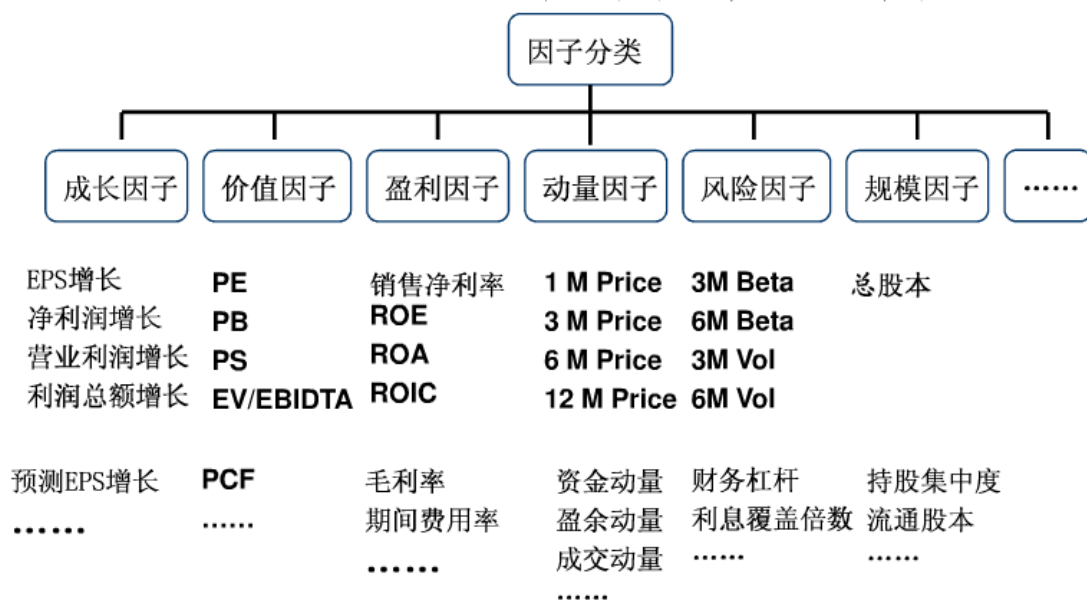 因子分类
成长因子 价值因子 盈利因子 动量因子 风险因子 规模因子 ……
EPS增长 PE 销售净利率 1 M Price 3M Beta 总股本
净利润增长 PB ROE 3 M Price 6M Beta
营业利润增长 PS ROA 6 M Price 3M Vol
利润总额增长 EV/EBIDTA ROIC 12 M Price 6M Vol
预测EPS增长 PCF 毛利率 资金动量 财务杠杆 持股集中度
…… …… 期间费用率 盈余动量 利息覆盖倍数 流通股本
…… 成交动量 …… ……
……